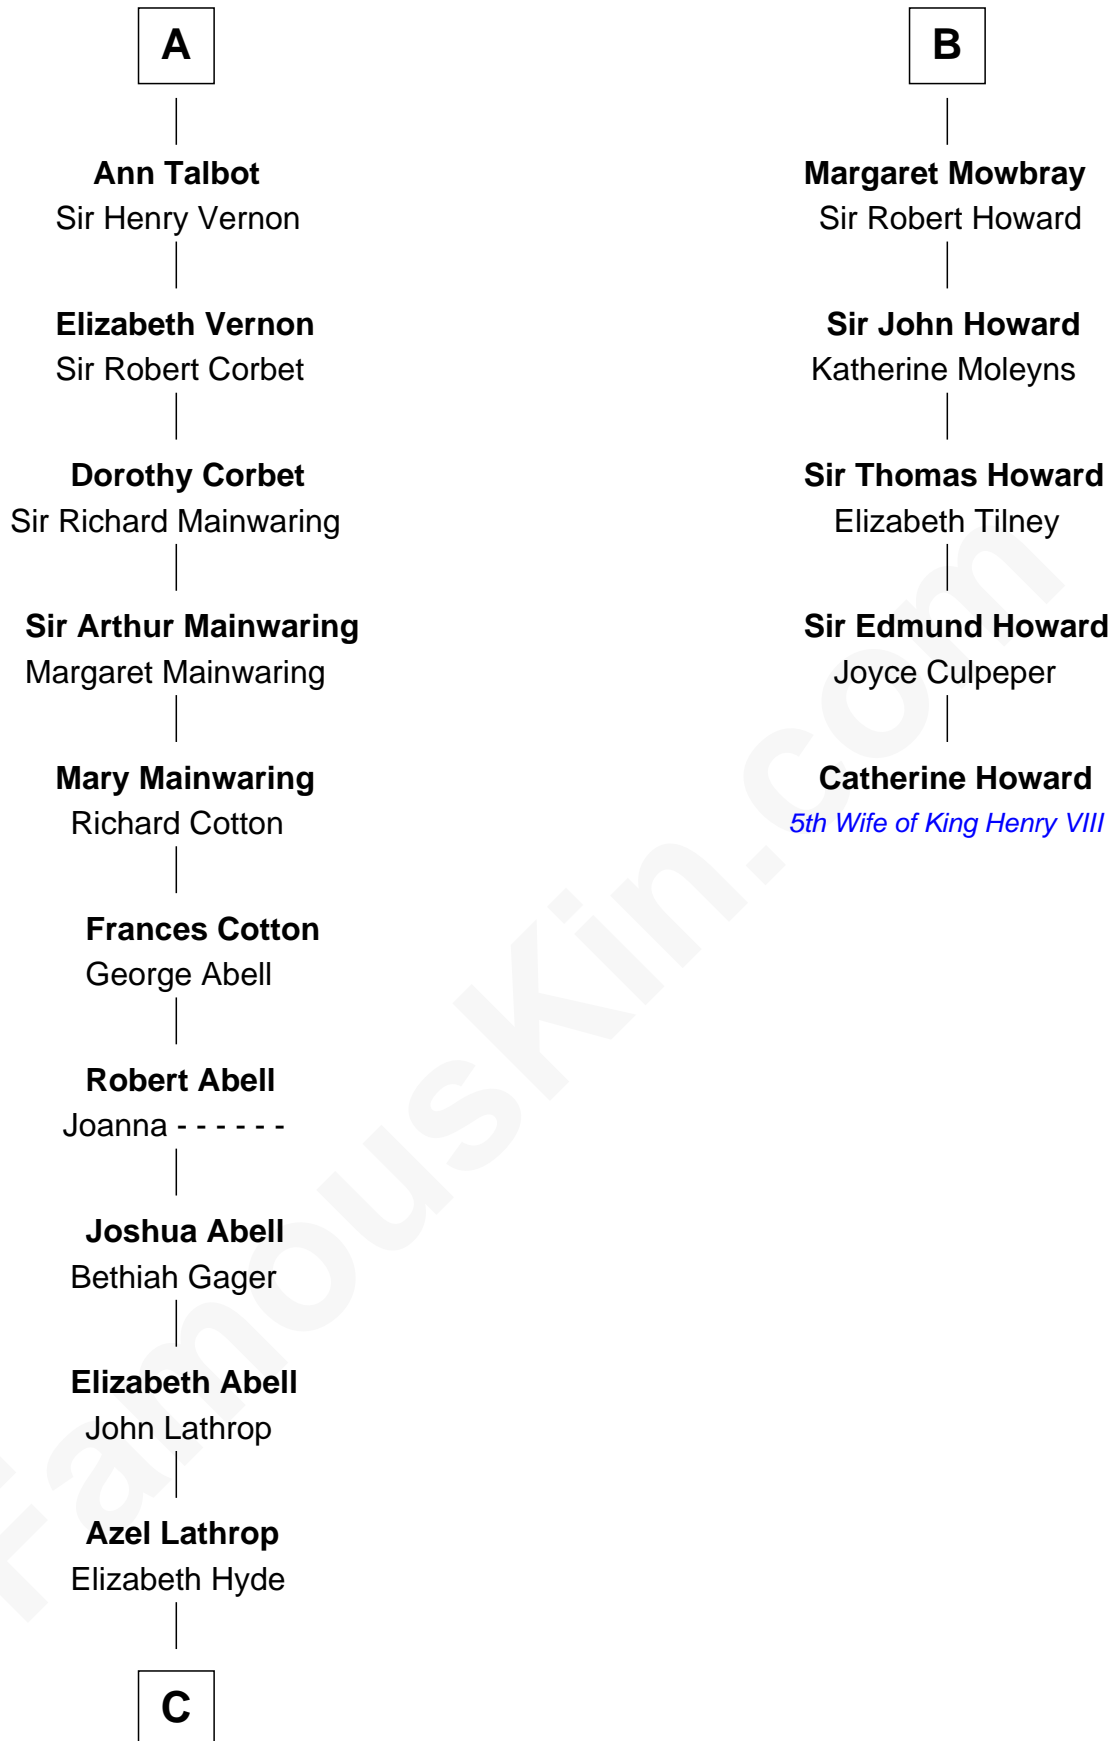 A
Ann Talbot
Sir Henry Vernon
Elizabeth Vernon
Sir Robert Corbet
Dorothy Corbet
Sir Richard Mainwaring
Sir Arthur Mainwaring
Margaret Mainwaring
Mary Mainwaring
Richard Cotton
Frances Cotton
George Abell
Robert Abell
Joanna - - - - - -
Joshua Abell
Bethiah Gager
Elizabeth Abell
John Lathrop
Azel Lathrop
Elizabeth Hyde
C
B
Margaret Mowbray
Sir Robert Howard
Sir John Howard
Katherine Moleyns
Sir Thomas Howard
Elizabeth Tilney
Sir Edmund Howard
Joyce Culpeper
Catherine Howard
5th Wife of King Henry VIII
FamousKin.com